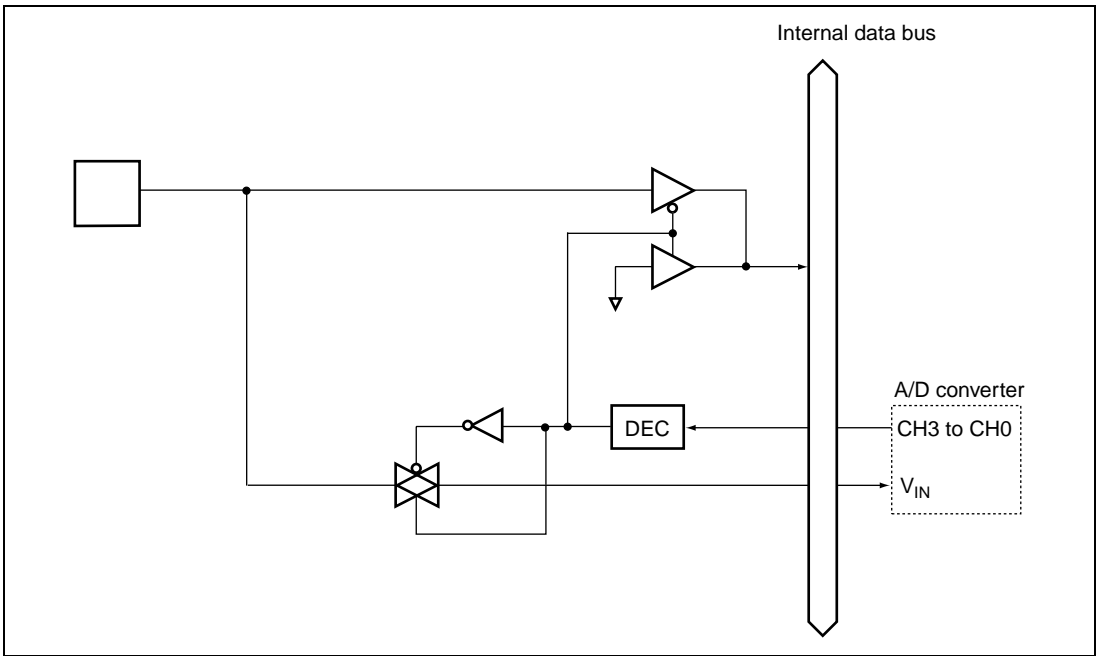 Internal data bus
A/D converter
DEC
CH3 to CH0
VIN